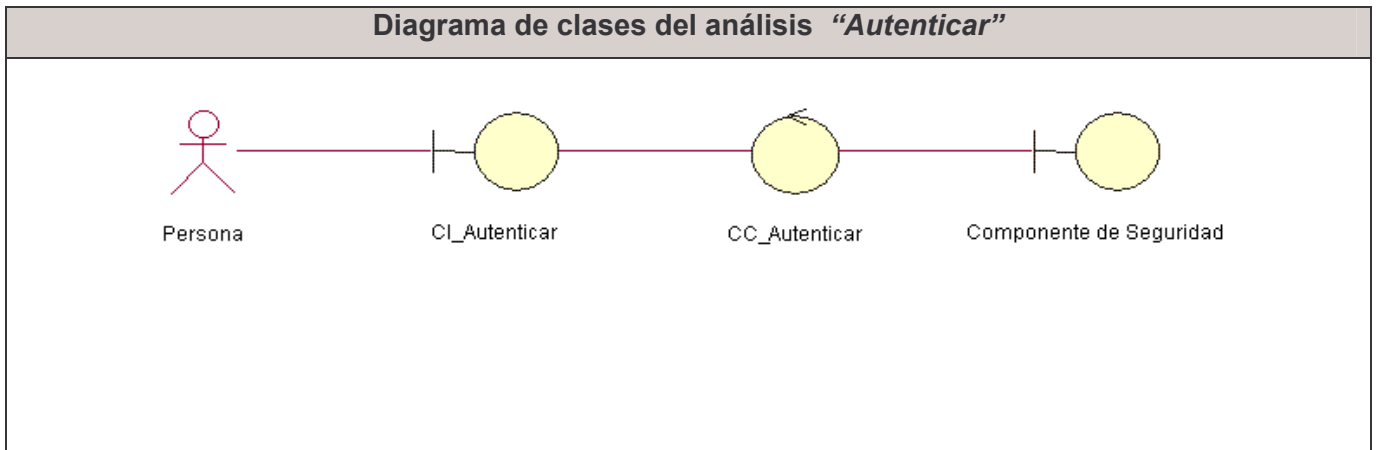 Diagrama de clases del análisis “Autenticar”
Persona
CI_Autenticar
CC_Autenticar
Componente de Seguridad